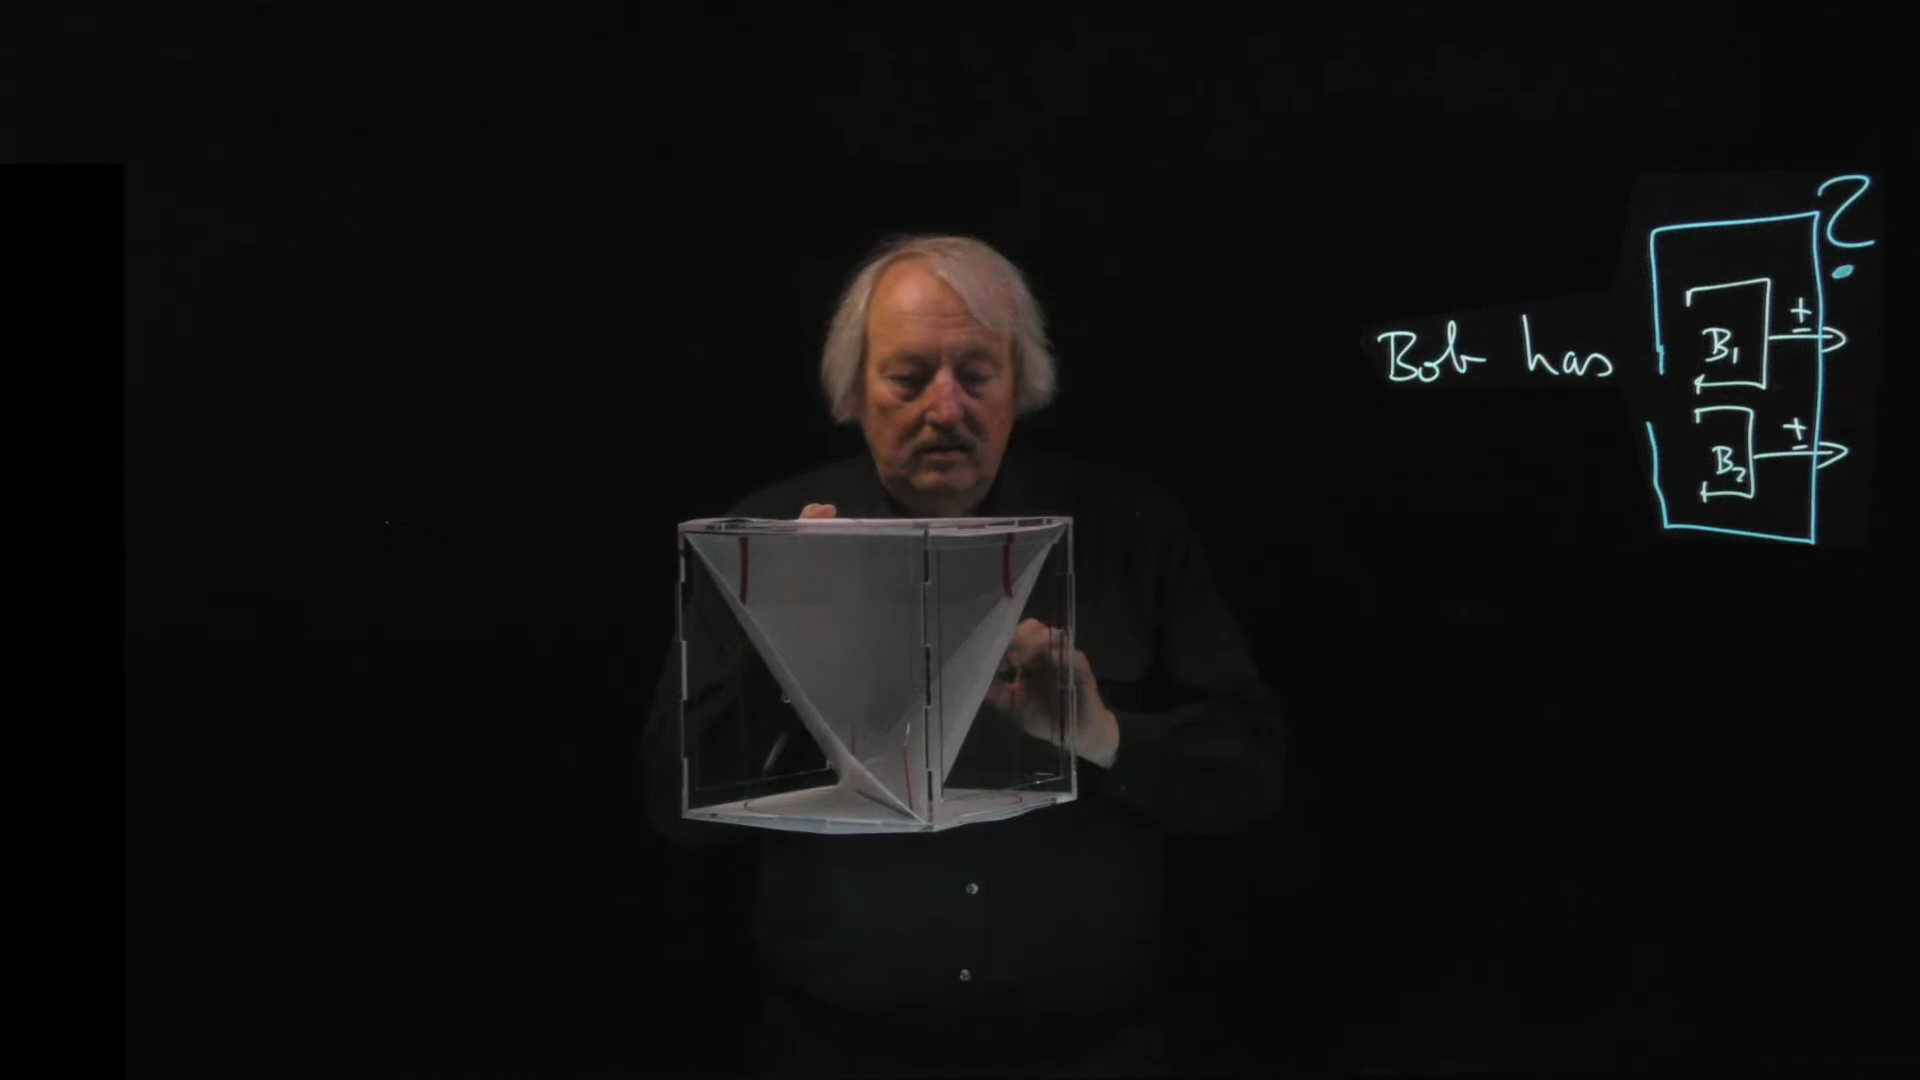 ?
Bob has
B₁ ±
B₂ ±